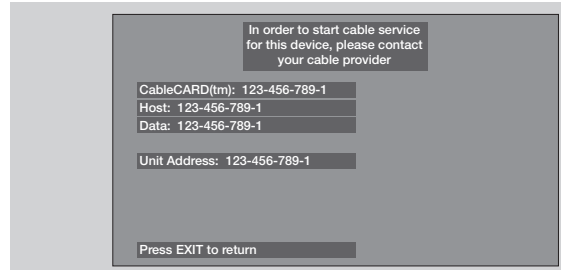 In order to start cable service
for this device, please contact
your cable provider
CableCARD(tm): 123-456-789-1
Host: 123-456-789-1
Data: 123-456-789-1
Unit Address: 123-456-789-1
Press EXIT to return